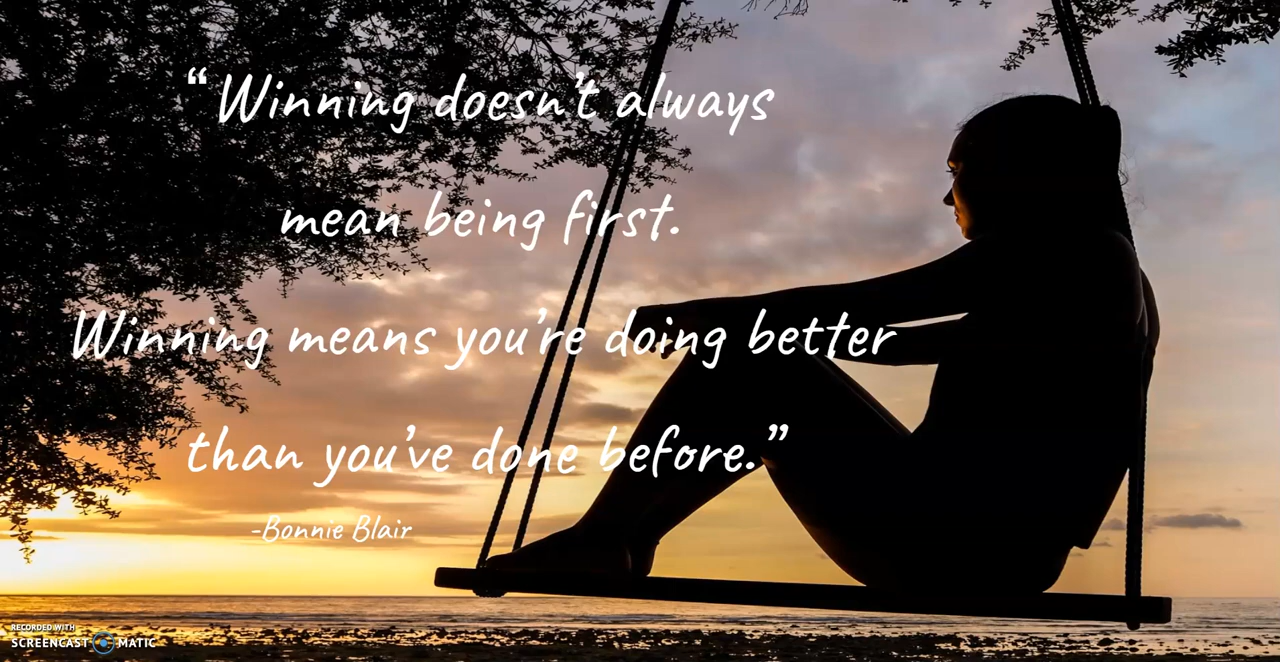 “Winning doesn’t always
mean being first.
Winning means you’re doing better
than you’ve done before.”
-Bonnie Blair
RECORDED WITH
SCREENCAST MATIC